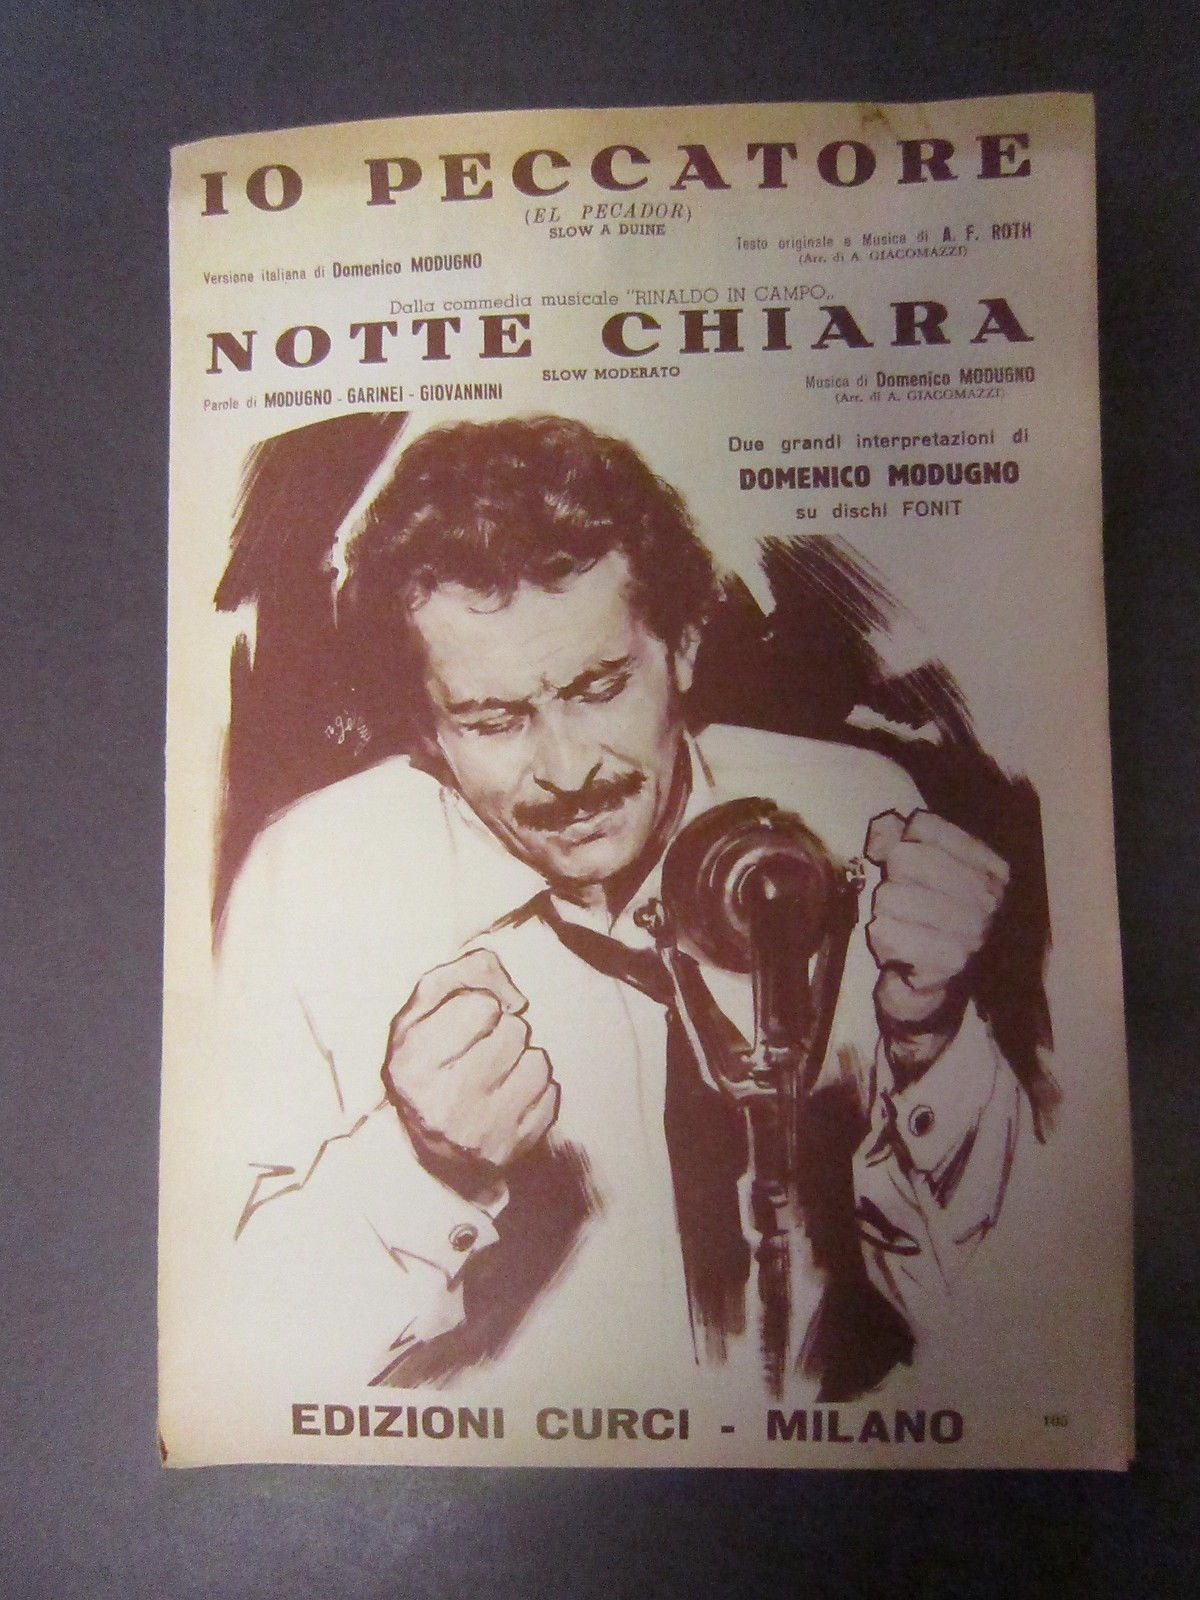 IO PECCATORE
(EL PECADOR)
SLOW A DUINE
Versione italiana di Domenico MODUGNO
Testo originale e Musica di A. F. ROTH
(Arr. di A. GIACOMAZZI)
Dalla commedia musicale "RINALDO IN CAMPO„
NOTTE CHIARA
SLOW MODERATO
Parole di MODUGNO - GARINEI - GIOVANNINI
Musica di Domenico MODUGNO
(Arr. di A. GIACOMAZZI)
Due grandi interpretazioni di
DOMENICO MODUGNO
su dischi FONIT
EDIZIONI CURCI - MILANO